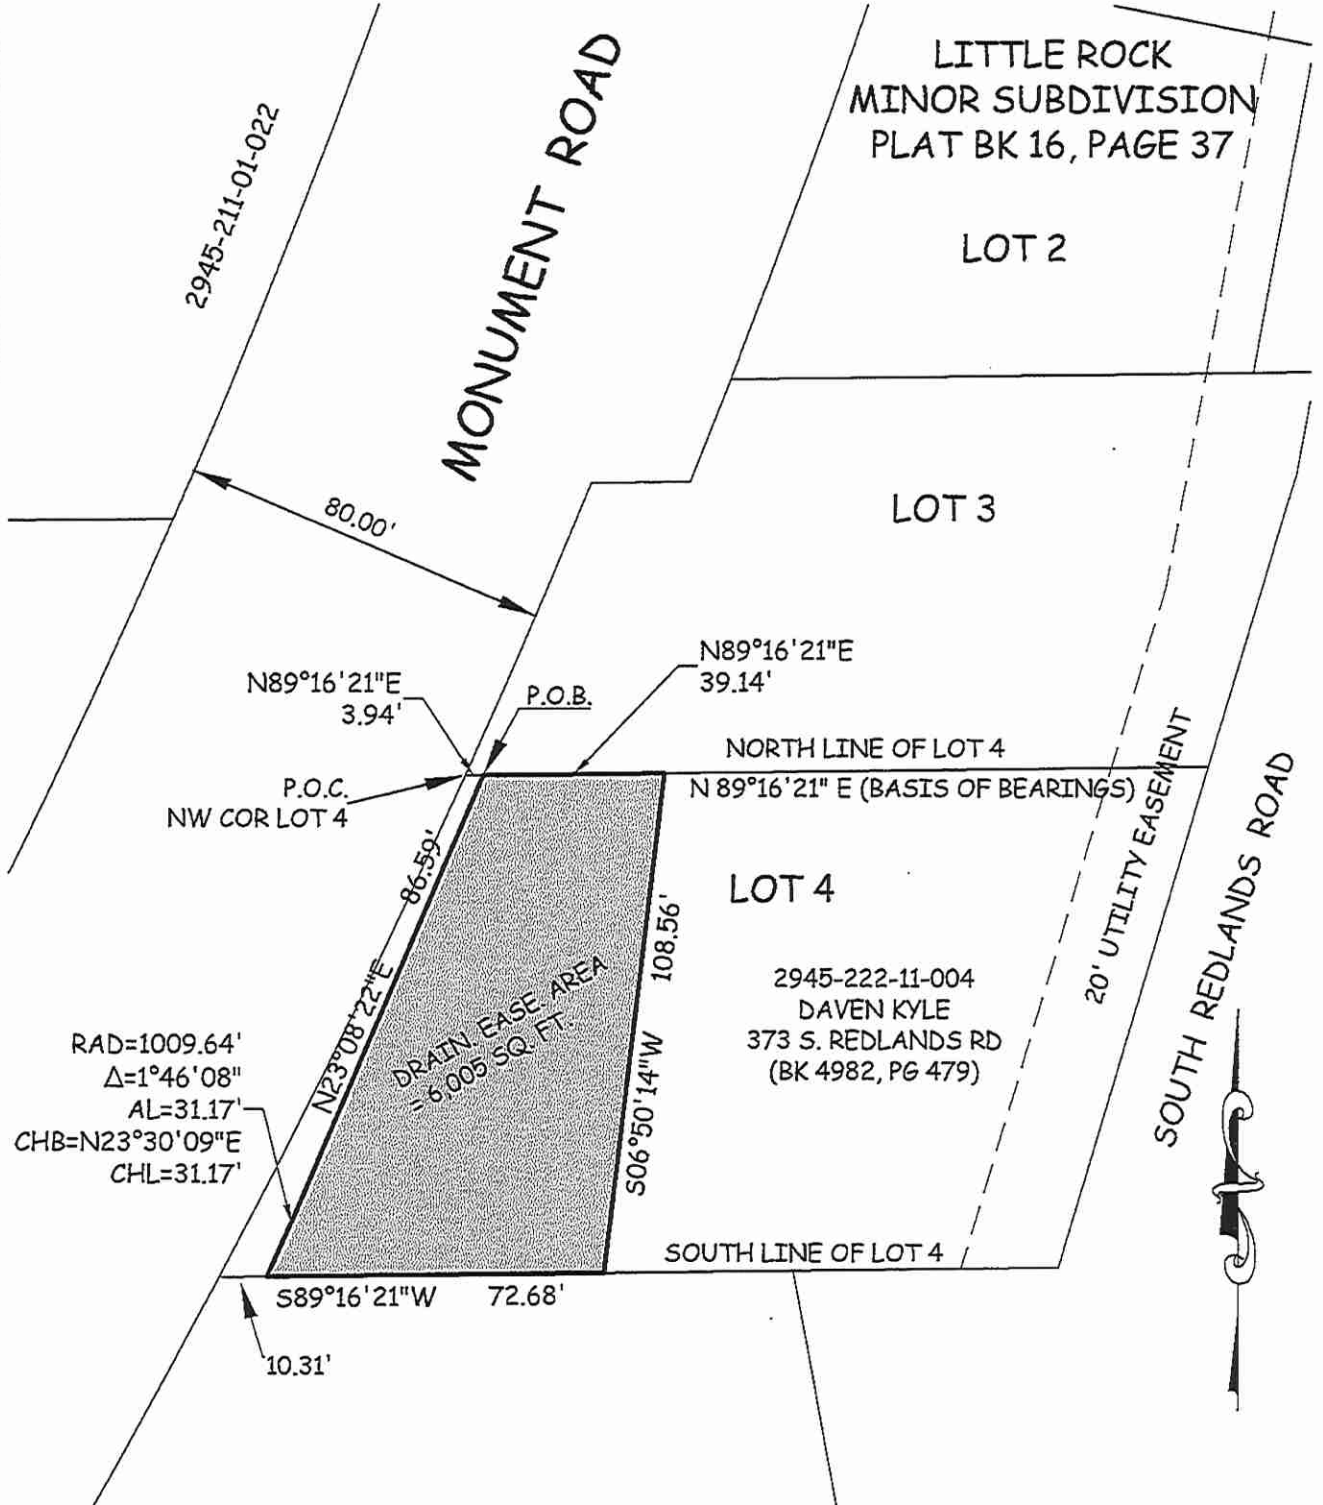 LITTLE ROCK
MINOR SUBDIVISION
PLAT BK 16, PAGE 37
LOT 2
MONUMENT ROAD
2945-211-01-022
80.00'
LOT 3
N89°16'21"E
39.14'
N89°16'21"E
3.94'
P.O.B.
NORTH LINE OF LOT 4
P.O.C.
NW COR LOT 4
N 89°16'21" E (BASIS OF BEARINGS)
20' UTILITY EASEMENT
SOUTH REDLANDS ROAD
LOT 4
N23°08'22"E 86.59'
DRAIN EASE AREA
= 6,005 SQ. FT.
S06°50'14"W 108.56'
2945-222-11-004
DAVEN KYLE
373 S. REDLANDS RD
(BK 4982, PG 479)
RAD=1009.64'
Δ=1°46'08"
AL=31.17'
CHB=N23°30'09"E
CHL=31.17'
SOUTH LINE OF LOT 4
S89°16'21"W 72.68'
10.31'